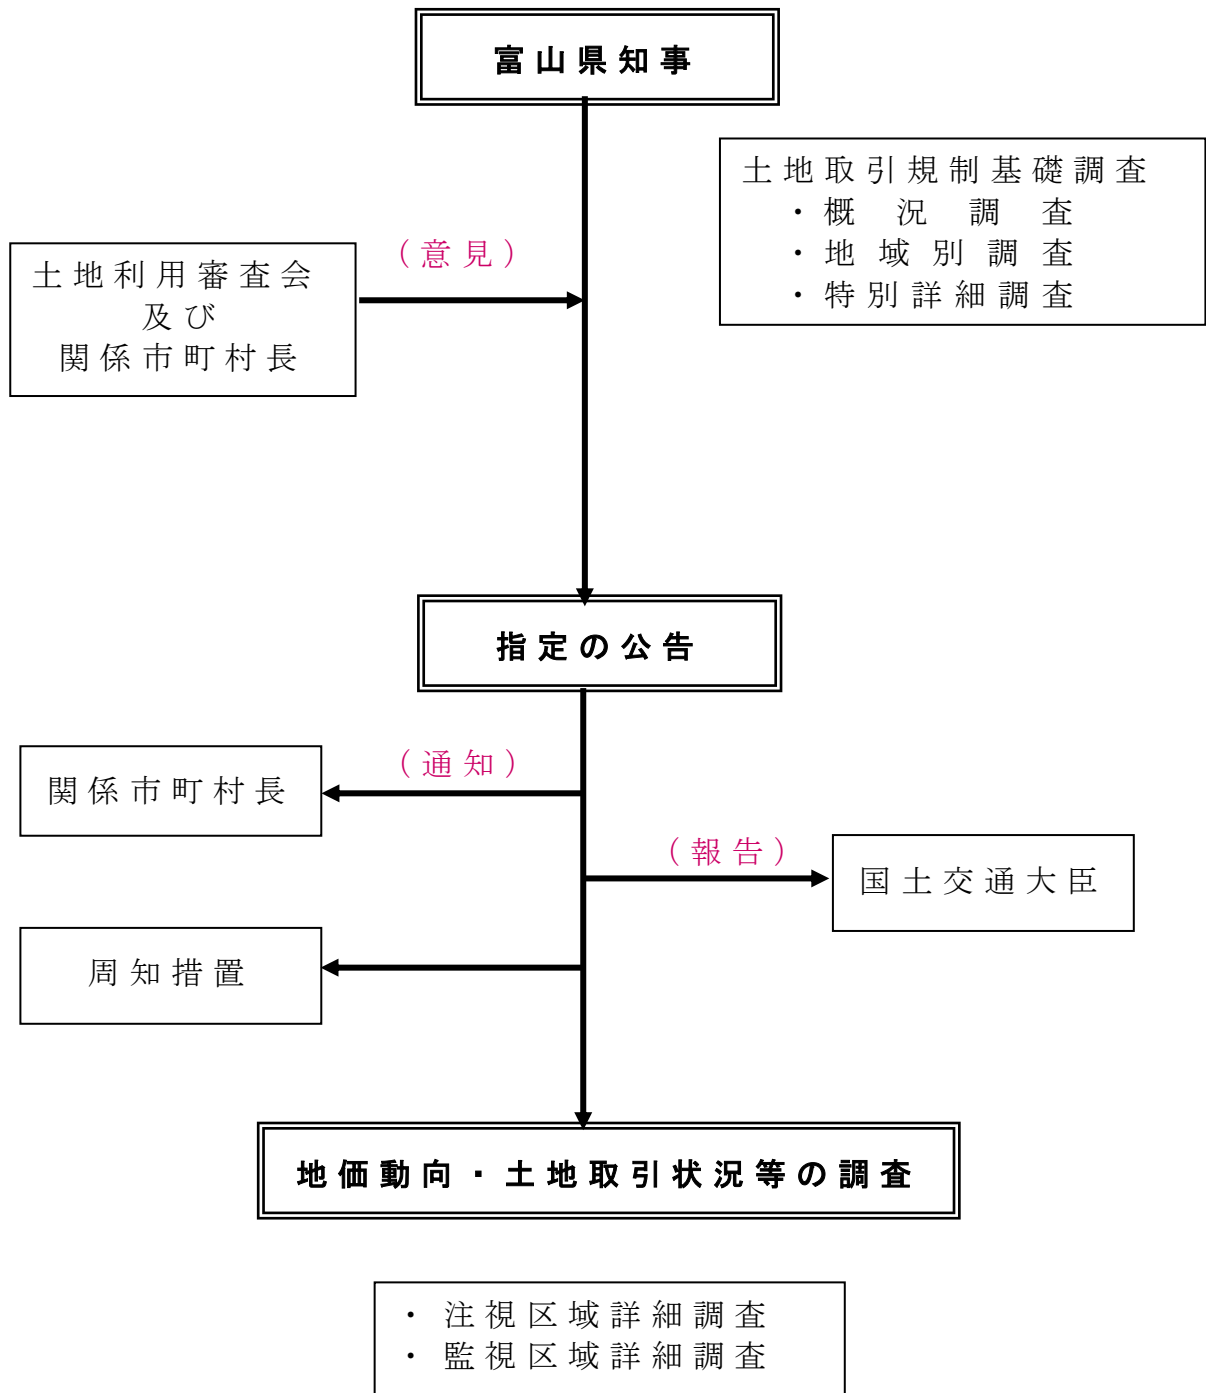 富山県知事
土地取引規制基礎調査
・概況調査
・地域別調査
・特別詳細調査
（意見）
土地利用審査会
及び
関係市町村長
指定の公告
（通知）
関係市町村長
（報告）
国土交通大臣
周知措置
地価動向・土地取引状況等の調査
・ 注視区域詳細調査
・ 監視区域詳細調査